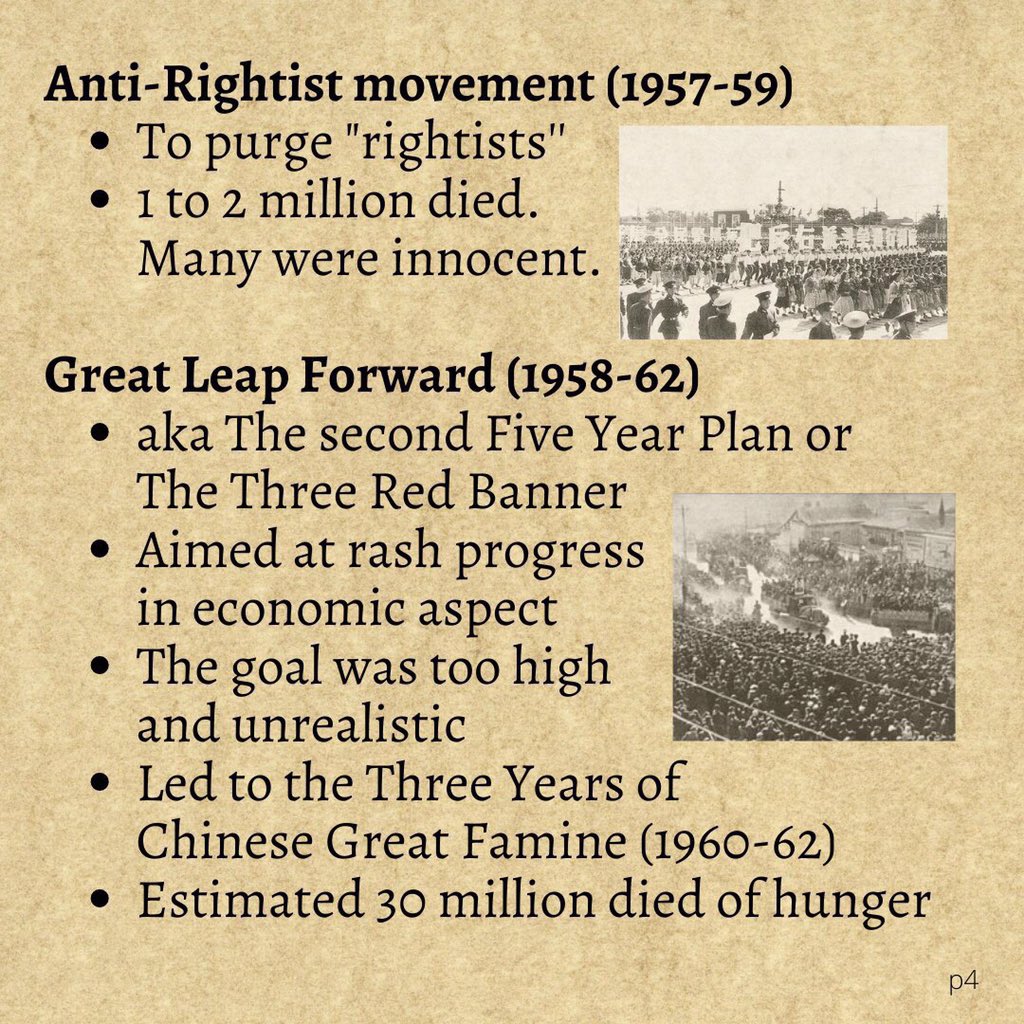 Anti-Rightist movement (1957-59)
• To purge "rightists''
• 1 to 2 million died.
Many were innocent.
Great Leap Forward (1958-62)
• aka The second Five Year Plan or
The Three Red Banner
• Aimed at rash progress
in economic aspect
• The goal was too high
and unrealistic
• Led to the Three Years of
Chinese Great Famine (1960-62)
• Estimated 30 million died of hunger
p4